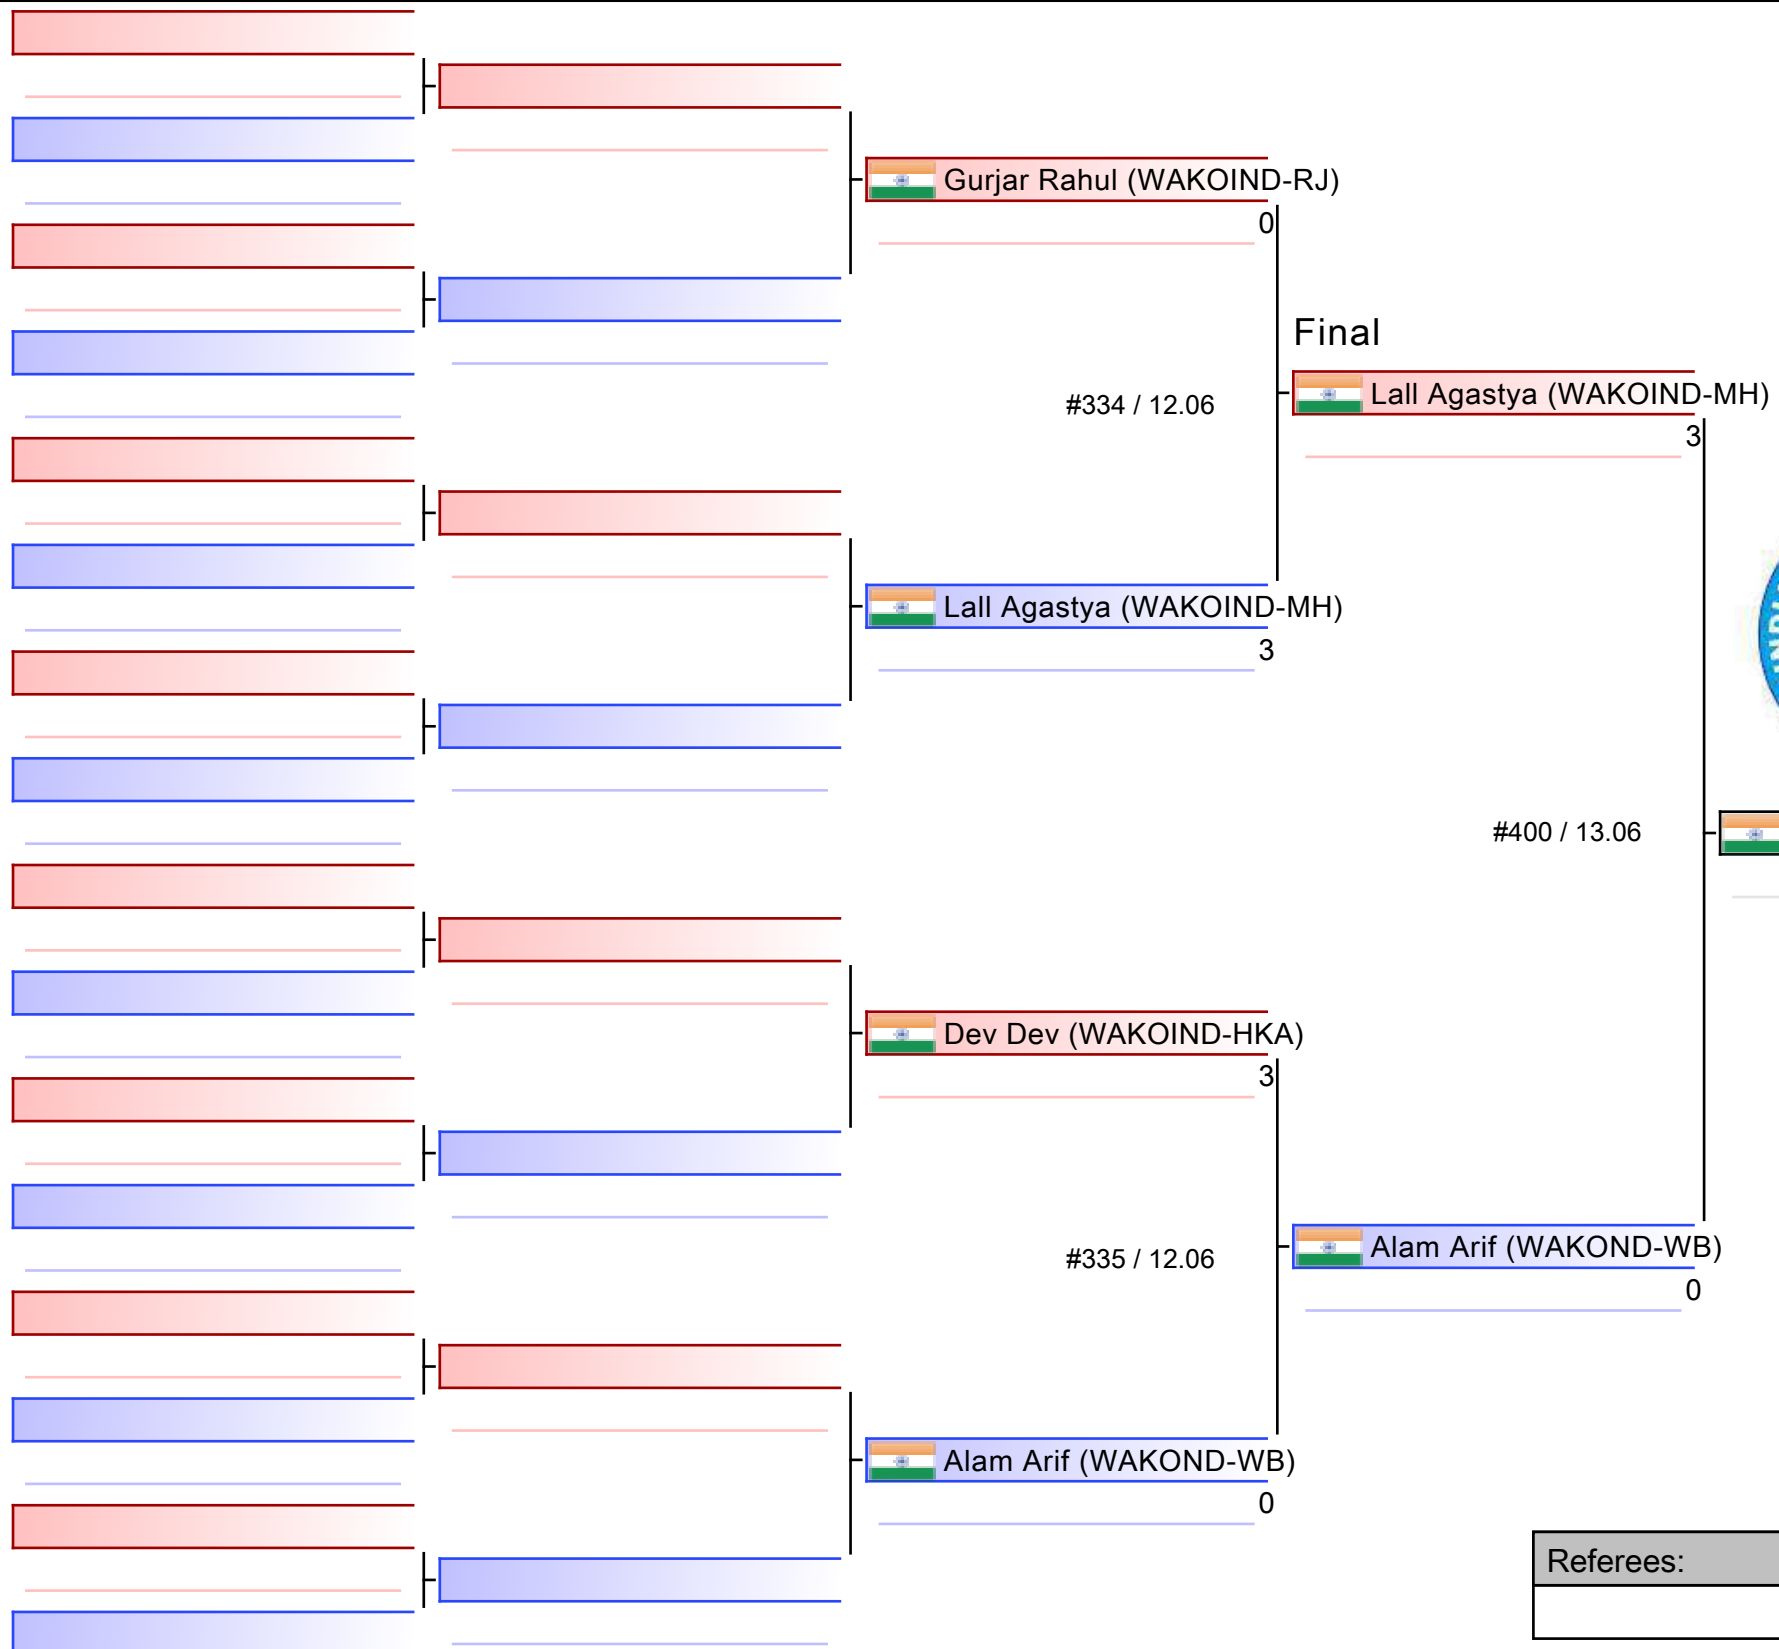 Gurjar Rahul (WAKOIND-RJ)
0
Final
#334 / 12.06
Lall Agastya (WAKOIND-MH)
3
Lall Agastya (WAKOIND-MH)
3
#400 / 13.06
Dev Dev (WAKOIND-HKA)
3
#335 / 12.06
Alam Arif (WAKOND-WB)
0
Alam Arif (WAKOND-WB)
0
Referees: